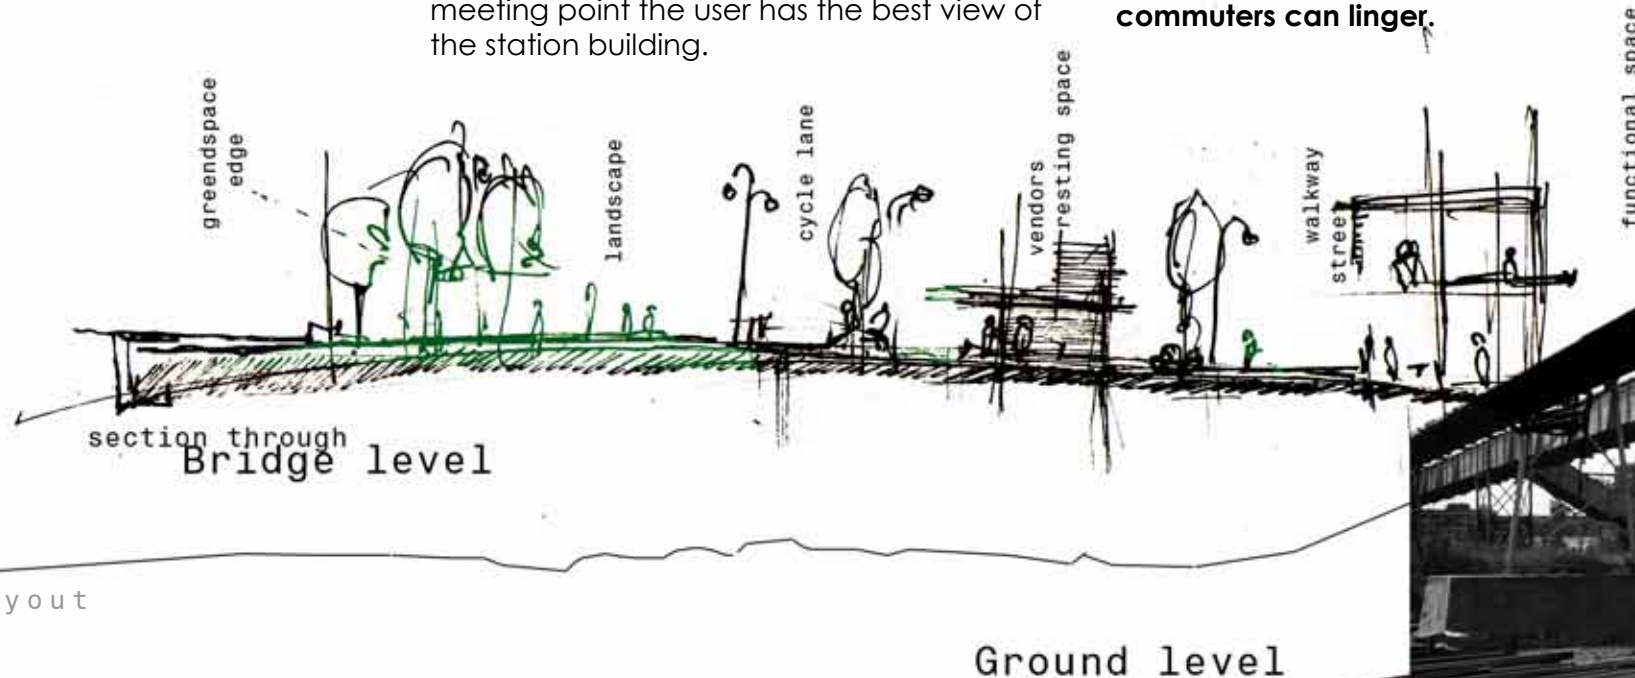 meeting point the user has the best view of
the station building.
commuters can linger.
greendspace
edge
landscape
cycle lane
vendors
resting space
walkway
street
functional space
section through
Bridge level
yout
Ground level